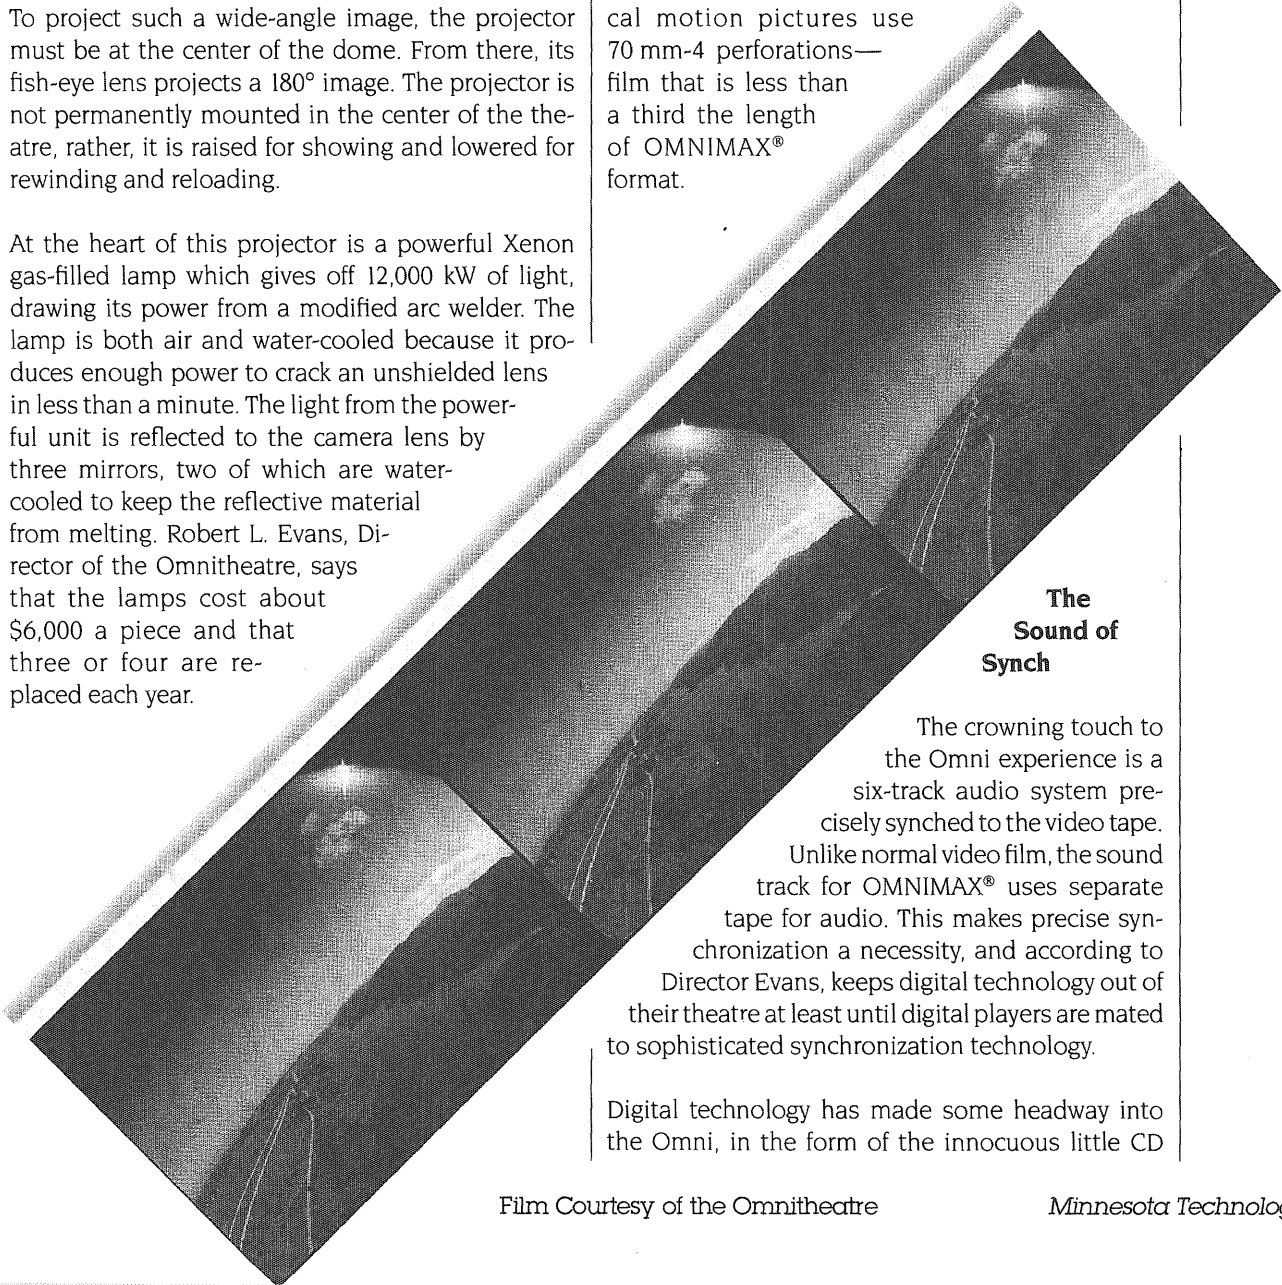 To project such a wide-angle image, the projector
must be at the center of the dome. From there, its
fish-eye lens projects a 180° image. The projector is
not permanently mounted in the center of the the-
atre, rather, it is raised for showing and lowered for
rewinding and reloading.
At the heart of this projector is a powerful Xenon
gas-filled lamp which gives off 12,000 kW of light,
drawing its power from a modified arc welder. The
lamp is both air and water-cooled because it pro-
duces enough power to crack an unshielded lens
in less than a minute. The light from the power-
ful unit is reflected to the camera lens by
three mirrors, two of which are water-
cooled to keep the reflective material
from melting. Robert L. Evans, Di-
rector of the Omnitheatre, says
that the lamps cost about
$6,000 a piece and that
three or four are re-
placed each year.
cal motion pictures use
70 mm-4 perforations—
film that is less than
a third the length
of OMNIMAX®
format.
The
Sound of
Synch
The crowning touch to
the Omni experience is a
six-track audio system pre-
cisely synched to the video tape.
Unlike normal video film, the sound
track for OMNIMAX® uses separate
tape for audio. This makes precise syn-
chronization a necessity, and according to
Director Evans, keeps digital technology out of
their theatre at least until digital players are mated
to sophisticated synchronization technology.
Digital technology has made some headway into
the Omni, in the form of the innocuous little CD
Film Courtesy of the Omnitheatre
Minnesota